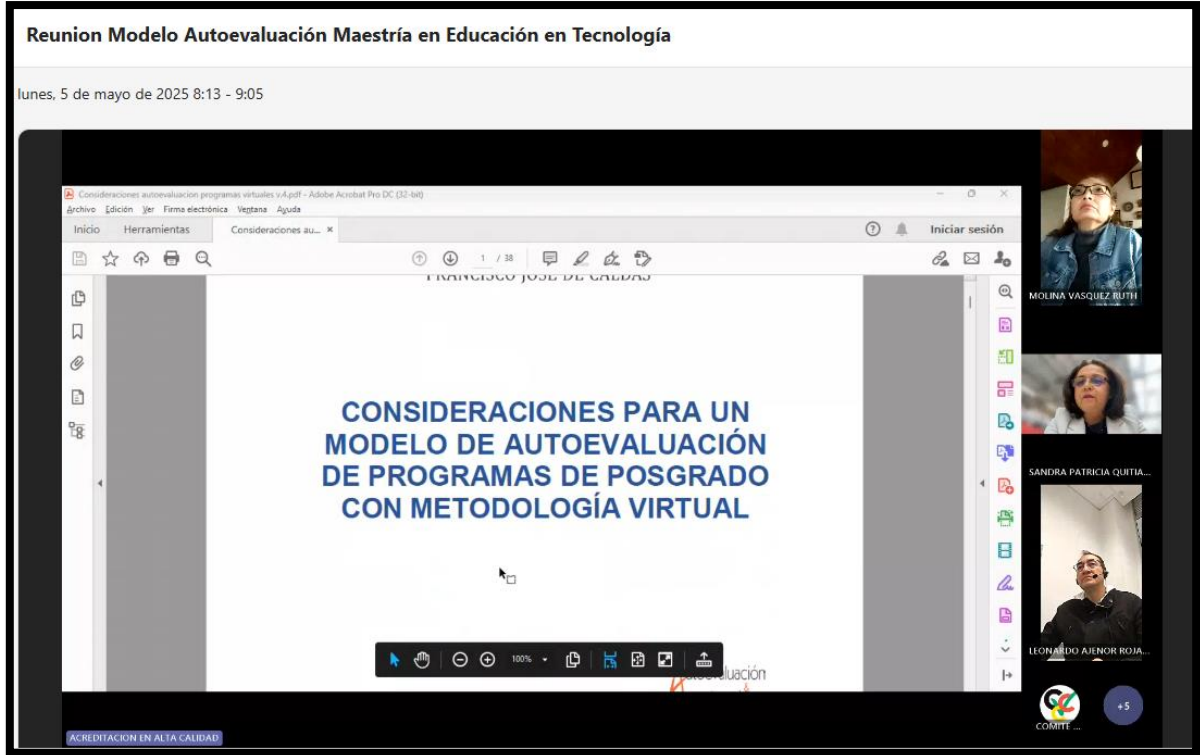 Reunion Modelo Autoevaluación Maestría en Educación en Tecnología
lunes, 5 de mayo de 2025 8:13 - 9:05
Consideraciones autoevaluacion programas virtuales v.4.pdf - Adobe Acrobat Pro DC (32-bit)
Archivo Edición Ver Firma electrónica Ventana Ayuda
Inicio Herramientas Consideraciones au... × Iniciar sesión
1 / 38
FRANCISCO JOSÉ DE CALDAS
CONSIDERACIONES PARA UN
MODELO DE AUTOEVALUACIÓN
DE PROGRAMAS DE POSGRADO
CON METODOLOGÍA VIRTUAL
100%
MOLINA VASQUEZ RUTH
SANDRA PATRICIA QUITIA...
LEONARDO AJENOR ROJA...
COMITÉ ...
+5
ACREDITACION EN ALTA CALIDAD